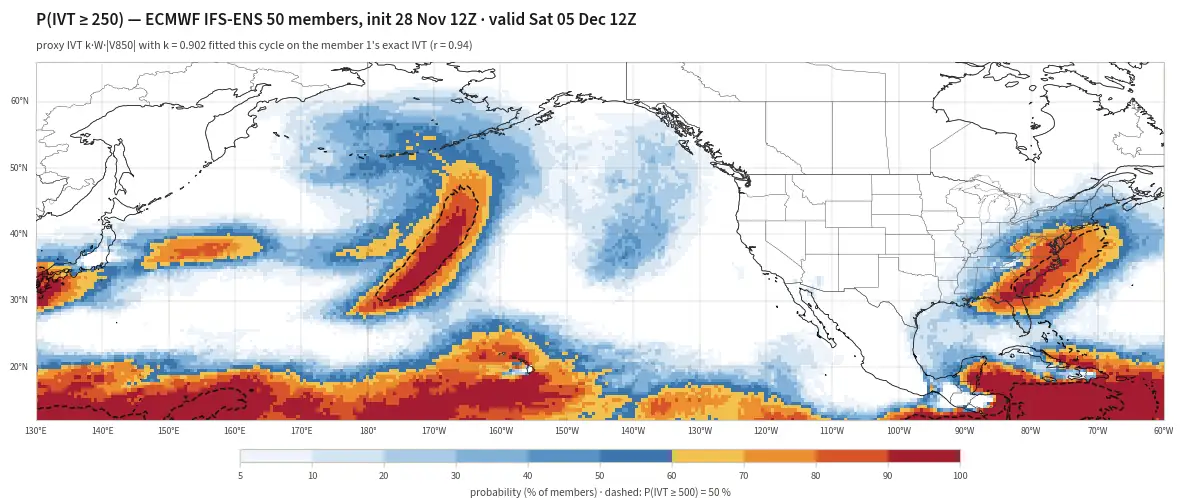 P(IVT ≥ 250) — ECMWF IFS-ENS 50 members, init 28 Nov 12Z · valid Sat 05 Dec 12Z
proxy IVT k·W·|V850| with k = 0.902 fitted this cycle on the member 1's exact IVT (r = 0.94)
60°N
50°N
40°N
30°N
20°N
130°E 140°E 150°E 160°E 180° 170°W 160°W 150°W 140°W 130°W 120°W 110°W 100°W 90°W 80°W 70°W 60°W
5 10 20 30 40 50 60 70 80 90 100
probability (% of members) · dashed: P(IVT ≥ 500) = 50 %